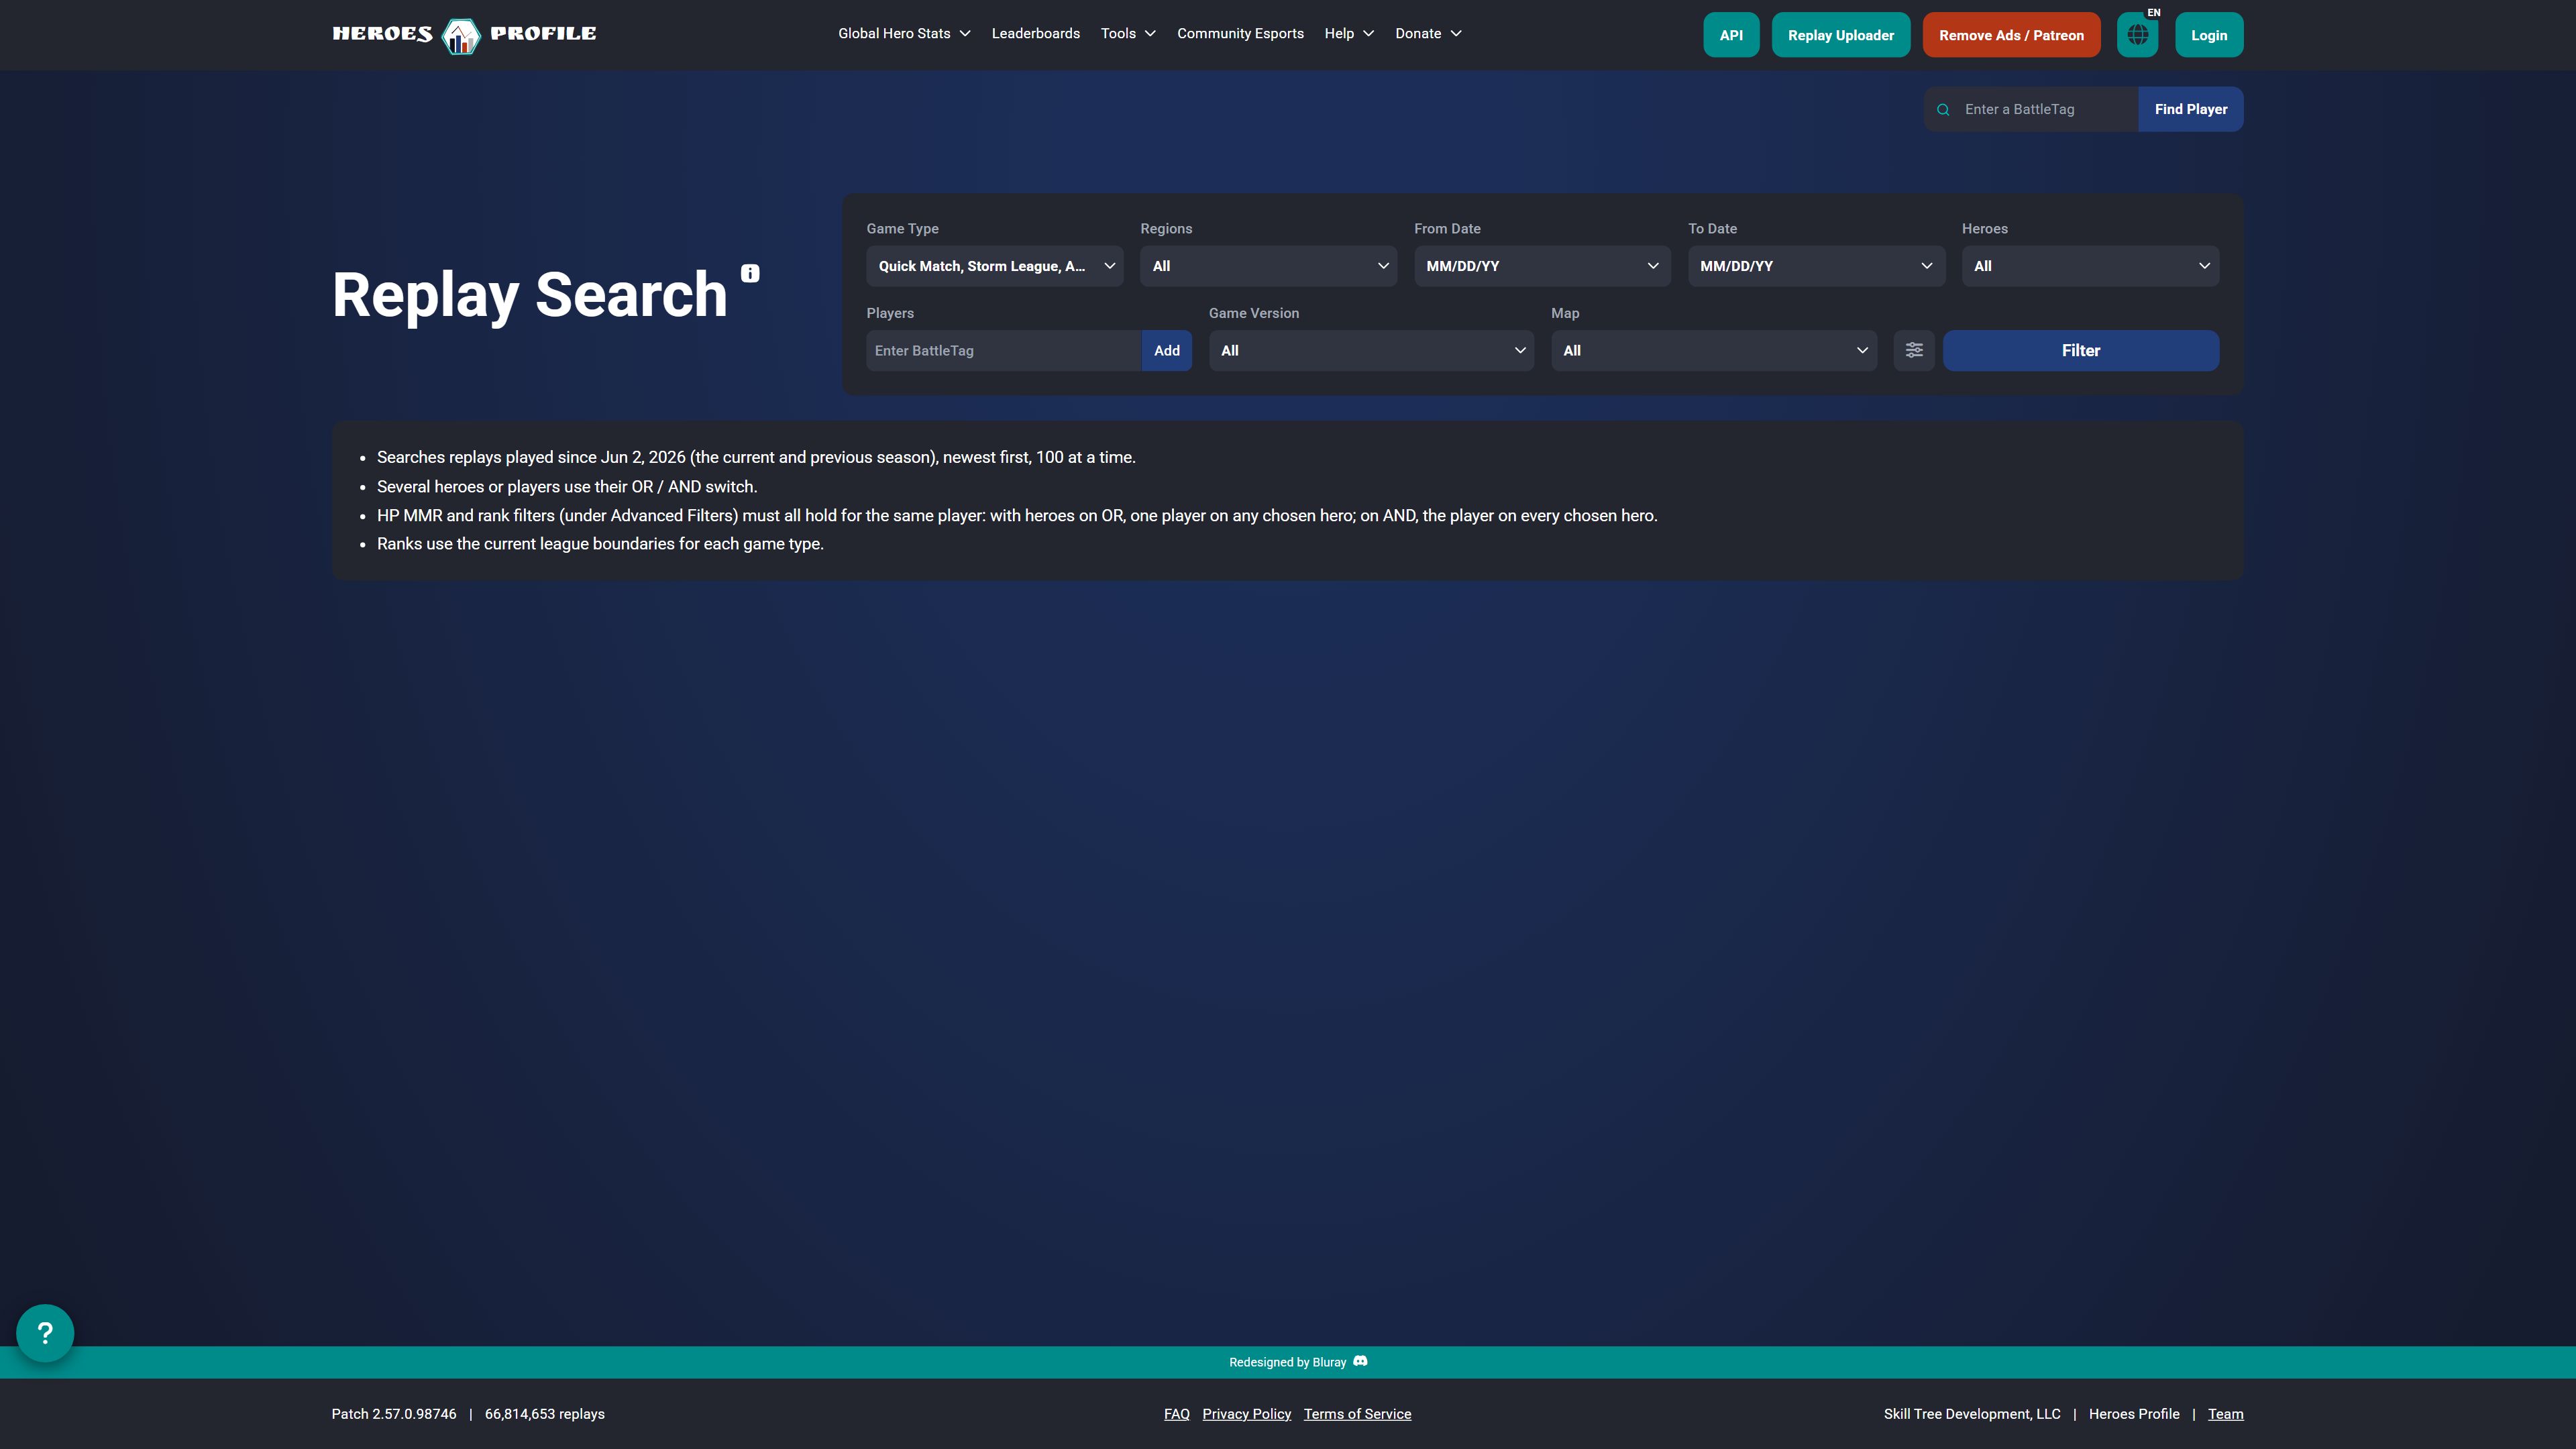 HEROES PROFILE
Global Hero Stats
Leaderboards
Tools
Community Esports
Help
Donate
API
Replay Uploader
Remove Ads / Patreon
EN
Login
Enter a BattleTag
Find Player
Replay Search
Game Type
Regions
From Date
To Date
Heroes
Quick Match, Storm League, A...
All
MM/DD/YY
MM/DD/YY
All
Players
Game Version
Map
Enter BattleTag
Add
All
All
Filter
• Searches replays played since Jun 2, 2026 (the current and previous season), newest first, 100 at a time.
• Several heroes or players use their OR / AND switch.
• HP MMR and rank filters (under Advanced Filters) must all hold for the same player: with heroes on OR, one player on any chosen hero; on AND, the player on every chosen hero.
• Ranks use the current league boundaries for each game type.
?
Redesigned by Bluray
Patch 2.57.0.98746 | 66,814,653 replays
FAQ Privacy Policy Terms of Service
Skill Tree Development, LLC | Heroes Profile | Team